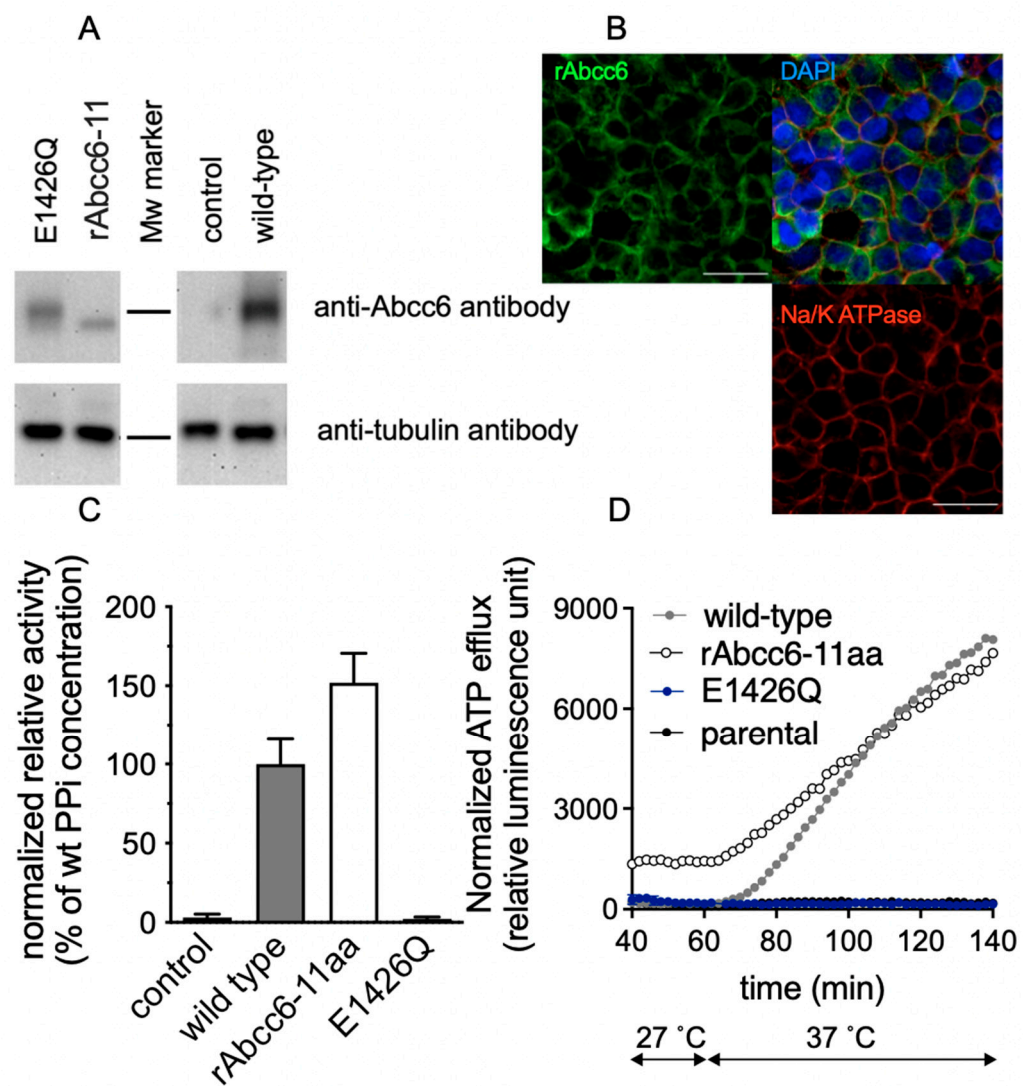 A
E1426Q
rAbcc6-11
Mw marker
control
wild-type
anti-Abcc6 antibody
anti-tubulin antibody
B
rAbcc6
DAPI
Na/K ATPase
C
normalized relative activity
(% of wt PPi concentration)
200
150
100
50
0
control
wild type
rAbcc6-11aa
E1426Q
D
Normalized ATP efflux
(relative luminescence unit)
9000
6000
3000
0
wild-type
rAbcc6-11aa
E1426Q
parental
40 60 80 100 120 140
time (min)
27 ˚C 37 ˚C